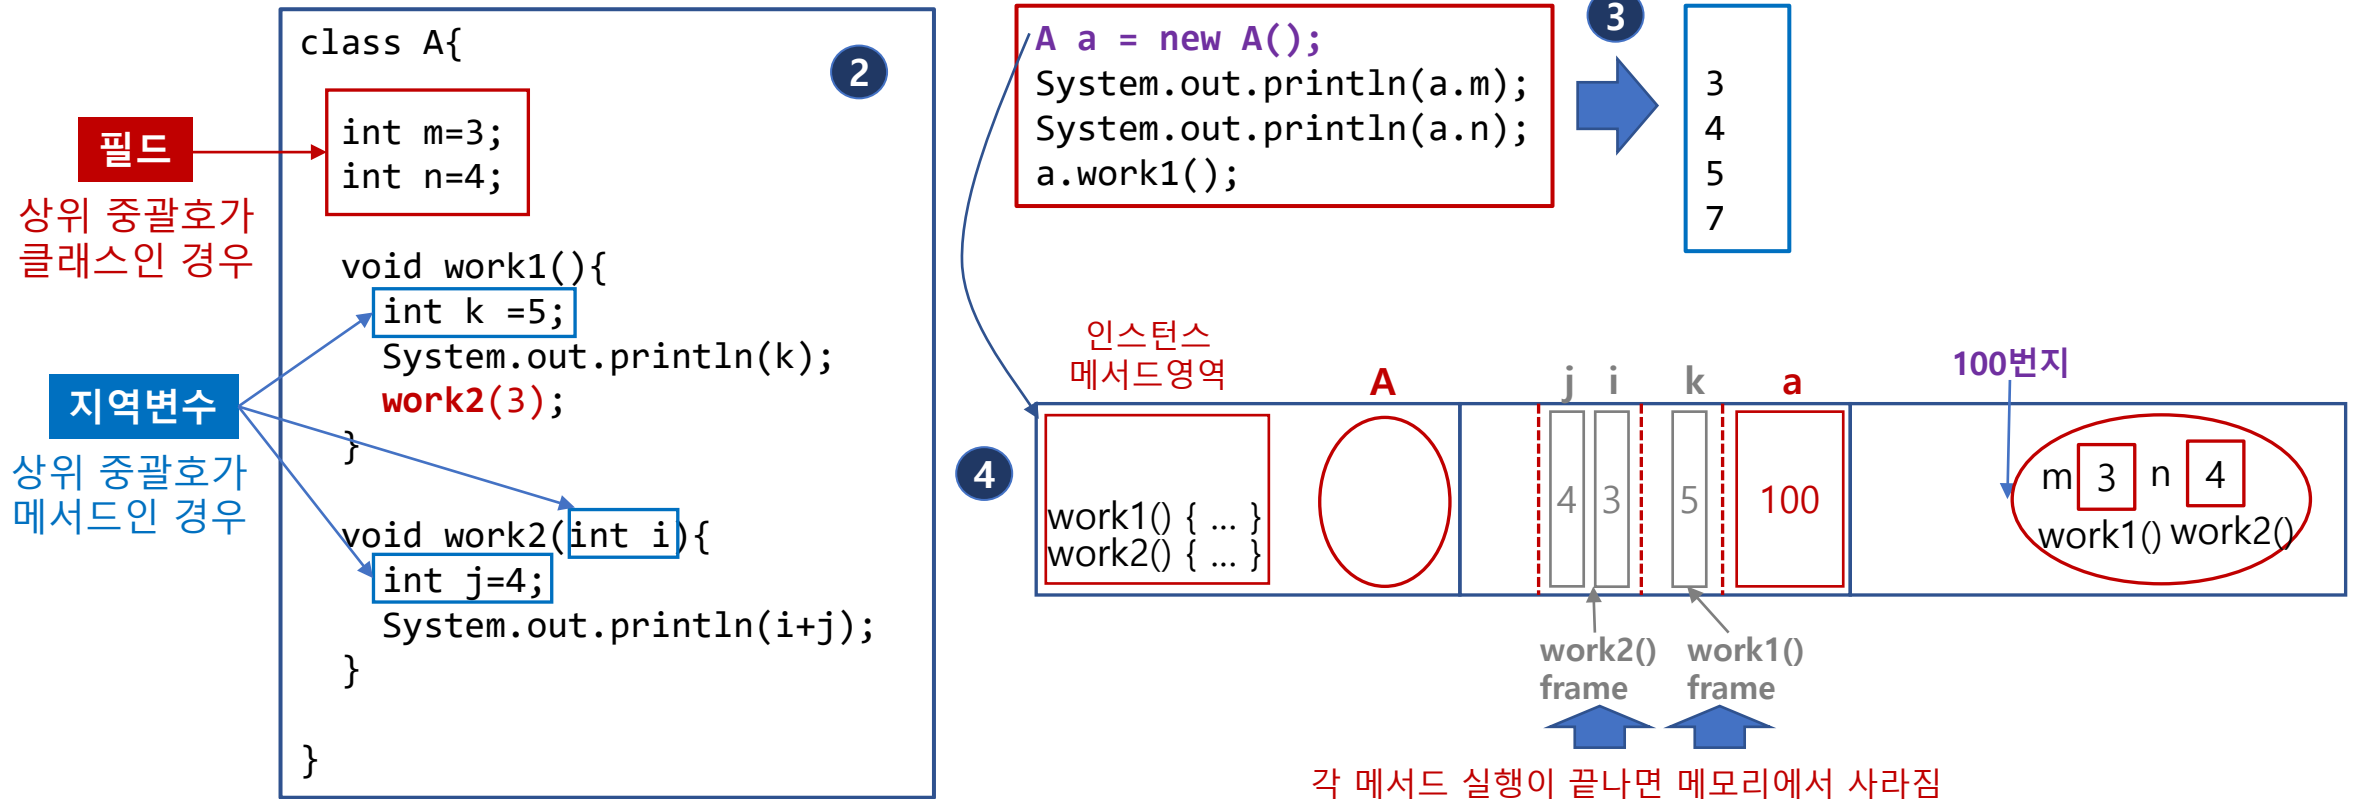 class A{
2
int m=3;
int n=4;
필드
상위 중괄호가
클래스인 경우
void work1(){
int k =5;
System.out.println(k);
work2(3);
}
지역변수
상위 중괄호가
메서드인 경우
void work2(int i){
int j=4;
System.out.println(i+j);
}
}
A a = new A();
System.out.println(a.m);
System.out.println(a.n);
a.work1();
3
3
4
5
7
4
인스턴스
메서드영역
A
j i k a
100번지
work1() { ... }
work2() { ... }
4 3 5 100
m 3 n 4
work1() work2()
work2()
frame
work1()
frame
각 메서드 실행이 끝나면 메모리에서 사라짐